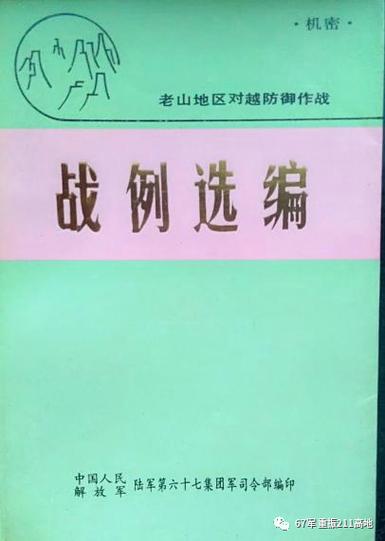 ·机密·
老山地区对越防御作战
战例选编
中国人民
解放军 陆军第六十七集团军司令部编印
67军重振211高地